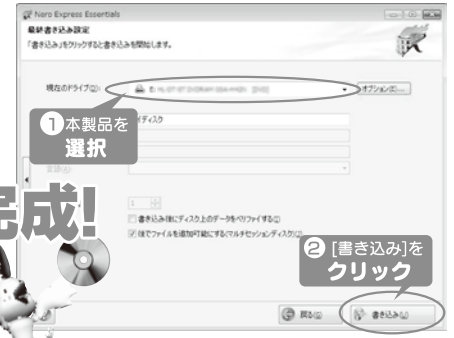 Nero Express Essentials
最終書き込み設定
「書き込み」をクリックすると書き込みを開始します。
現在のドライブ(D):
オプション(E)...
①本製品を
選択
イディスク
言語(A):
1
書き込み後にディスク上のデータをベリファイする(I)
後でファイルを追加可能にする(マルチセッションディスク)(J)
完成!
② [書き込み]を
クリック
戻る(G)
書き込み(U)